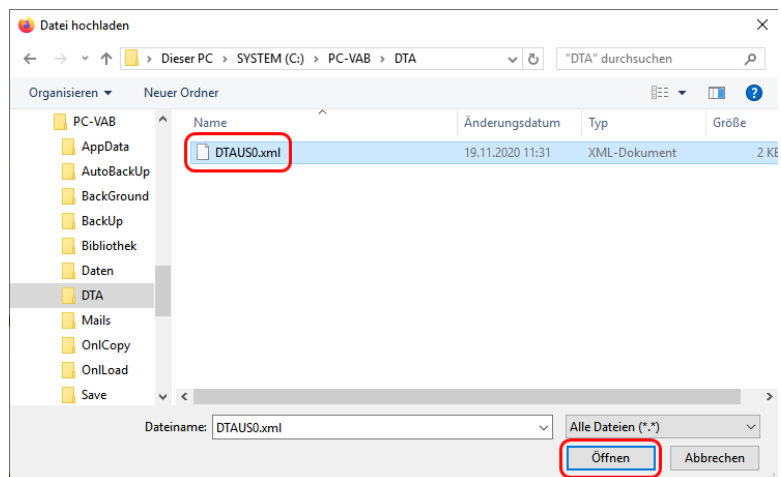 Datei hochladen
Dieser PC > SYSTEM (C:) > PC-VAB > DTA "DTA" durchsuchen
Organisieren Neuer Ordner
PC-VAB Name Änderungsdatum Typ Größe
AppData DTAUS0.xml 19.11.2020 11:31 XML-Dokument 2 KB
AutoBackUp
BackGround
BackUp
Bibliothek
Daten
DTA
Mails
OnlCopy
OnlLoad
Save
Dateiname: DTAUS0.xml Alle Dateien (*.*)
Öffnen Abbrechen